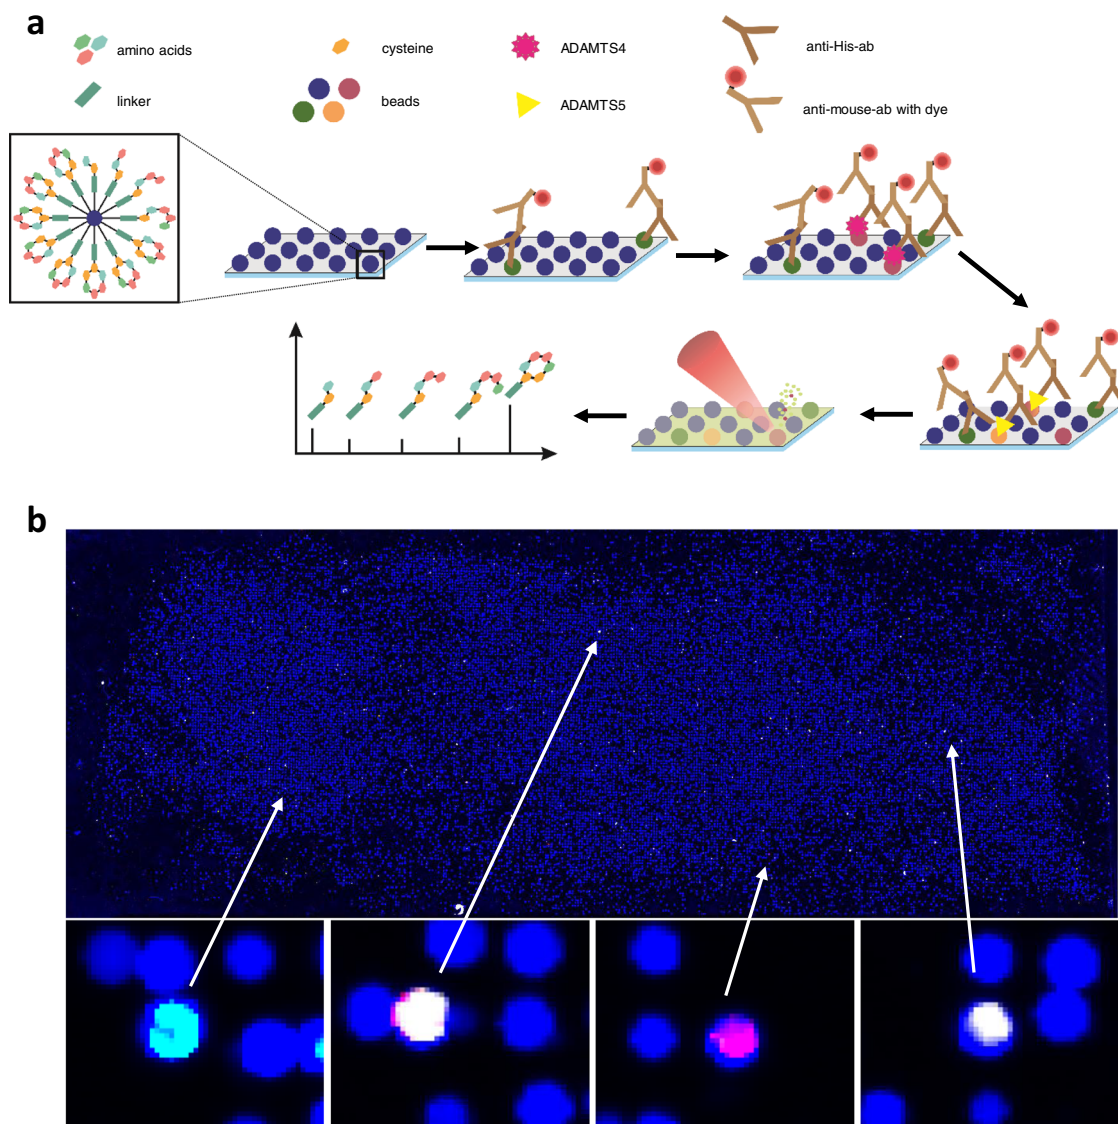 a
amino acids
cysteine
ADAMTS4
anti-His-ab
linker
beads
ADAMTS5
anti-mouse-ab with dye
b